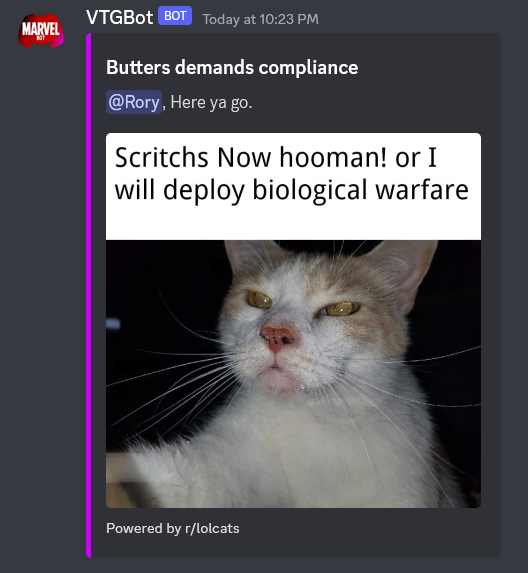 MARVEL
BOT
VTGBot BOT Today at 10:23 PM
Butters demands compliance
@Rory, Here ya go.
Scritchs Now hooman! or I
will deploy biological warfare
Powered by r/lolcats